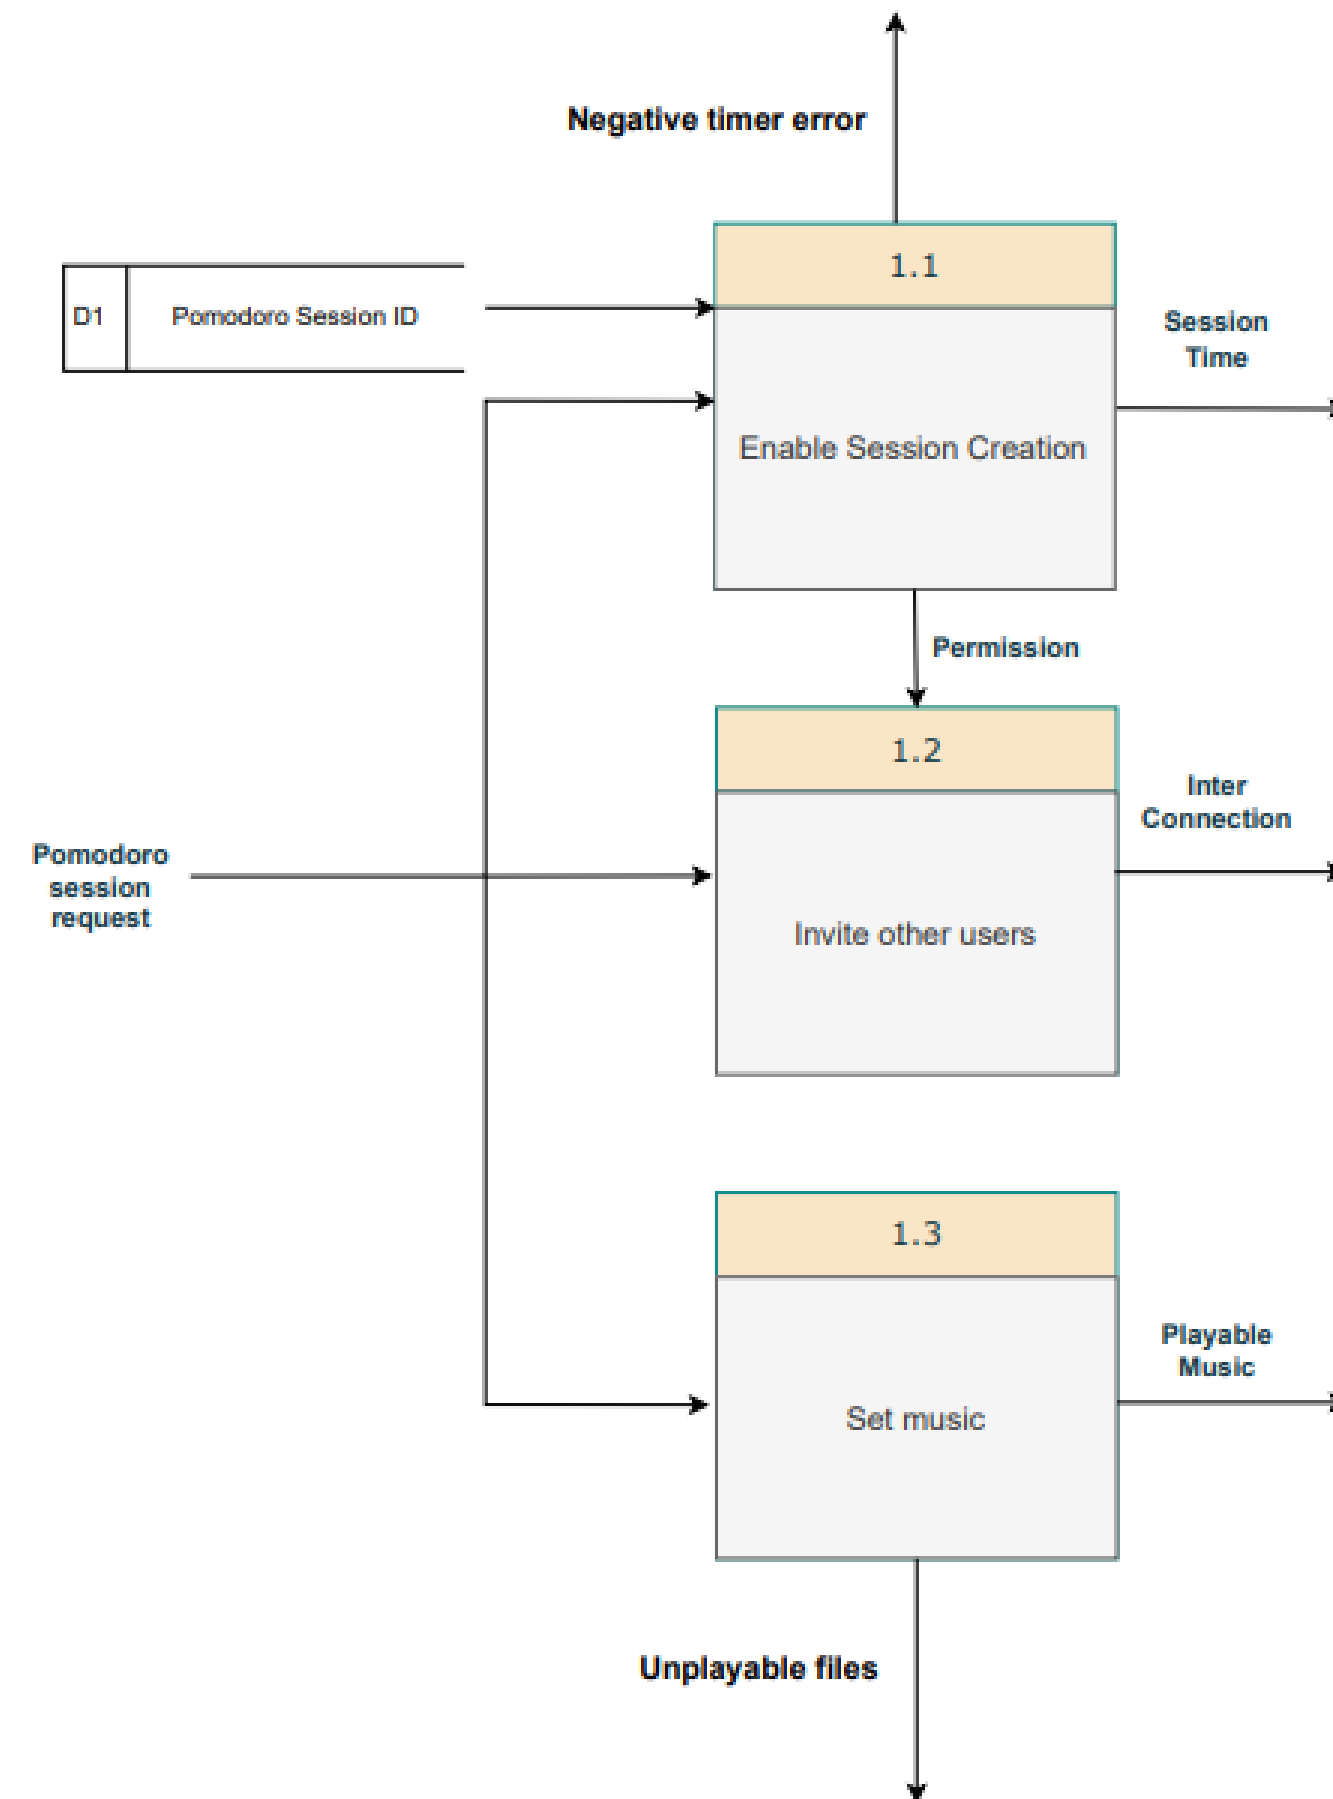 Negative timer error
1.1
D1
Pomodoro Session ID
Session
Time
Enable Session Creation
Permission
1.2
Inter
Connection
Pomodoro
session
request
Invite other users
1.3
Playable
Music
Set music
Unplayable files